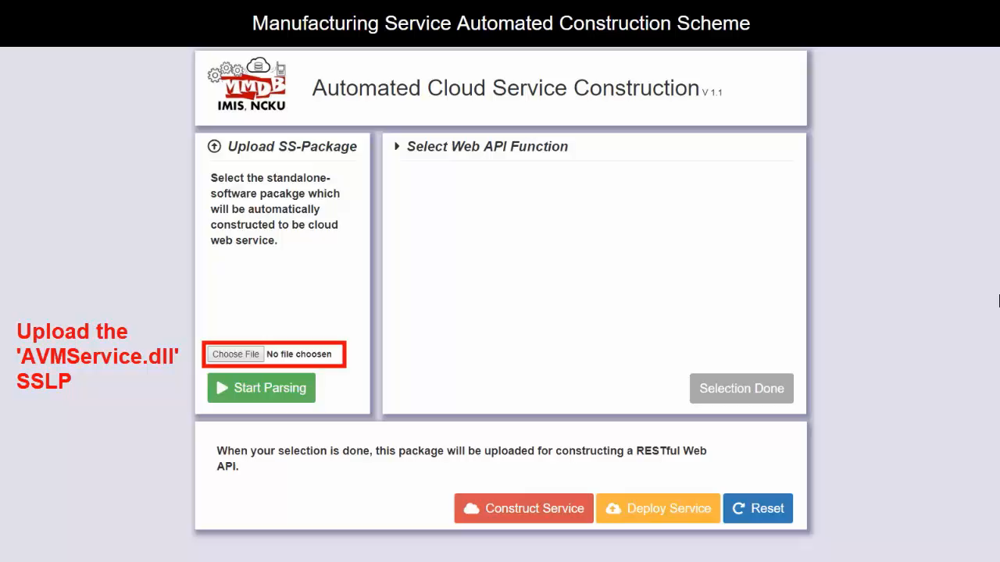 Manufacturing Service Automated Construction Scheme
MMDB
IMIS, NCKU
Automated Cloud Service Construction V 1.1
Upload SS-Package
Select the standalone-
software pacakge which
will be automatically
constructed to be cloud
web service.
Upload the
'AVMService.dll'
SSLP
Choose File No file choosen
Start Parsing
Select Web API Function
Selection Done
When your selection is done, this package will be uploaded for constructing a RESTful Web
API.
Construct Service
Deploy Service
Reset